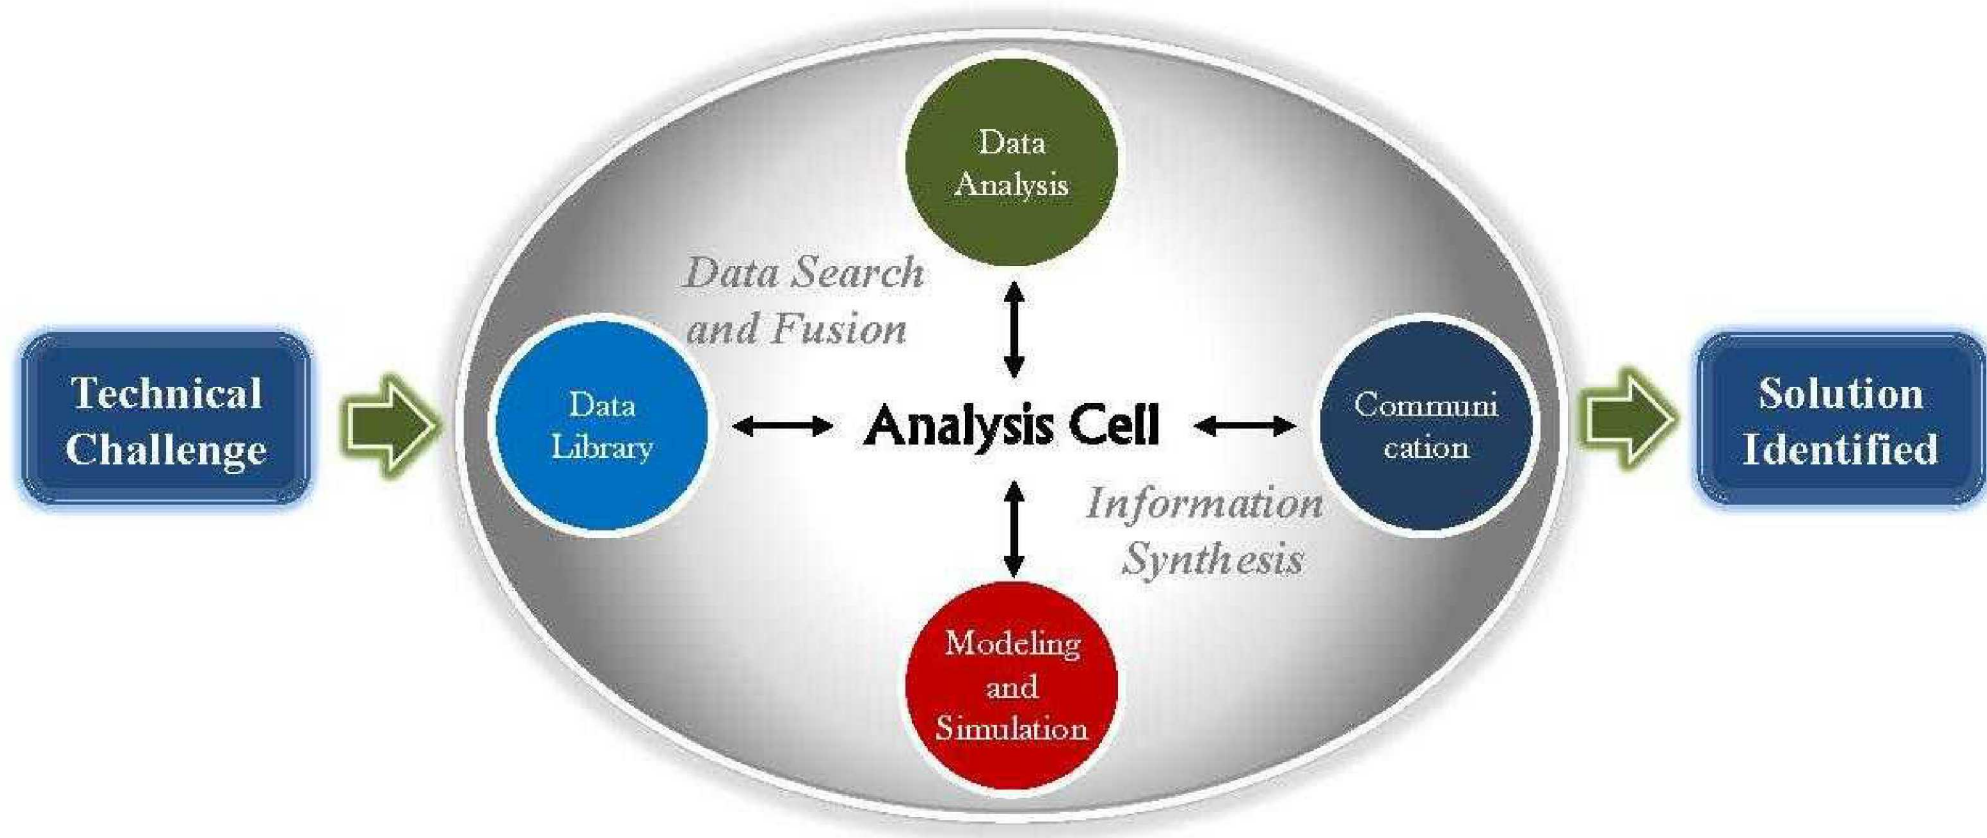 Technical
Challenge
Data
Analysis
Data Search
and Fusion
Data
Library
Analysis Cell
Communi
cation
Information
Synthesis
Modeling
and
Simulation
Solution
Identified